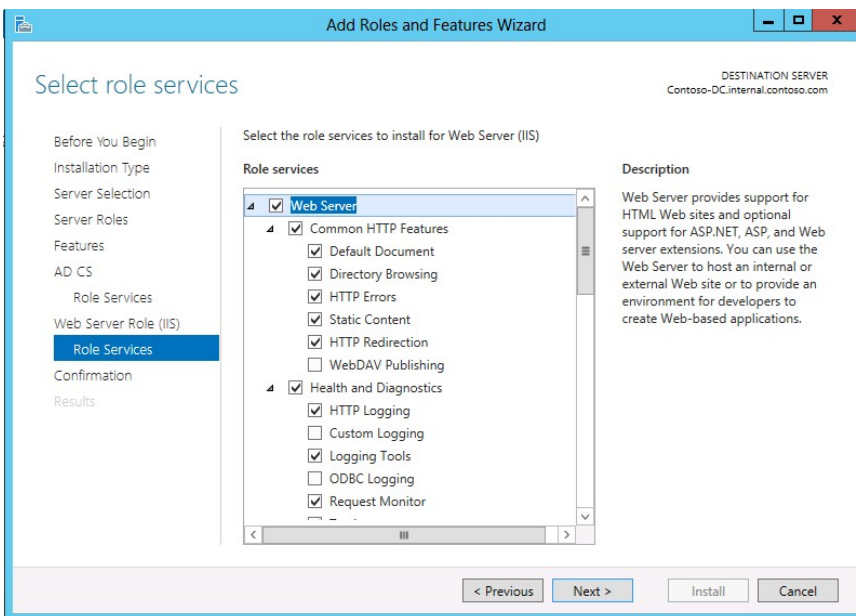 Add Roles and Features Wizard
Select role services
DESTINATION SERVER
Contoso-DC.internal.contoso.com
Before You Begin
Installation Type
Server Selection
Server Roles
Features
AD CS
Role Services
Web Server Role (IIS)
Role Services
Confirmation
Results
Select the role services to install for Web Server (IIS)
Role services
Web Server
Common HTTP Features
Default Document
Directory Browsing
HTTP Errors
Static Content
HTTP Redirection
WebDAV Publishing
Health and Diagnostics
HTTP Logging
Custom Logging
Logging Tools
ODBC Logging
Request Monitor
Description
Web Server provides support for
HTML Web sites and optional
support for ASP.NET, ASP, and Web
server extensions. You can use the
Web Server to host an internal or
external Web site or to provide an
environment for developers to
create Web-based applications.
< Previous
Next >
Install
Cancel